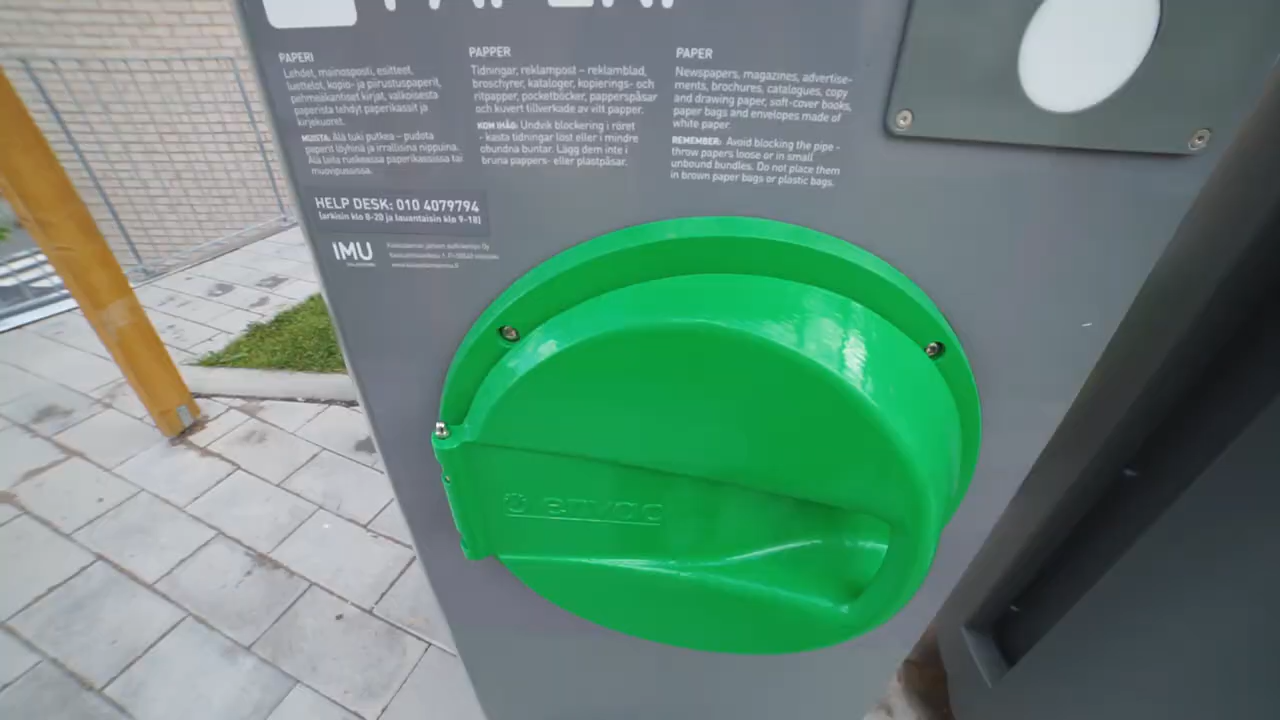 PAPERI
PAPERI
Lehdet, mainosposti, esitteet,
luettelot, kopio- ja piirustuspaperit,
pehmeäkantiset kirjat, valkoisesta
paperista tehdyt paperikassit ja
kirjekuoret.
MUISTA: Älä tuki putkea – pudota
paperit löyhinä ja irrallisina nippuina.
Älä laita ruskeassa paperikassissa tai
muovipussissa.
PAPPER
Tidningar, reklampost – reklamblad,
broschyrer, kataloger, kopierings- och
ritpapper, pocketböcker, papperspåsar
och kuvert tillverkade av vitt papper.
KOM IHÅG: Undvik blockering i röret
- kasta tidningar löst eller i mindre
obundna buntar. Lägg dem inte i
bruna pappers- eller plastpåsar.
PAPER
Newspapers, magazines, advertise-
ments, brochures, catalogues, copy
and drawing paper, soft-cover books,
paper bags and envelopes made of
white paper.
REMEMBER: Avoid blocking the pipe -
throw papers loose or in small
unbound bundles. Do not place them
in brown paper bags or plastic bags.
HELP DESK: 010 4079794
(arkisin klo 8-20 ja lauantaisin klo 9-18)
IMU
envac